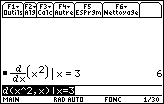 F1▾ F2▾ F3▾ F4▾ F5 F6▾
Outils Alg Calc Autre ESPrgm Nettoyage
▪ d/dx(x²) | x = 3 6
d(x^2,x)|x=3
MAIN RAD AUTO FONC 1/30